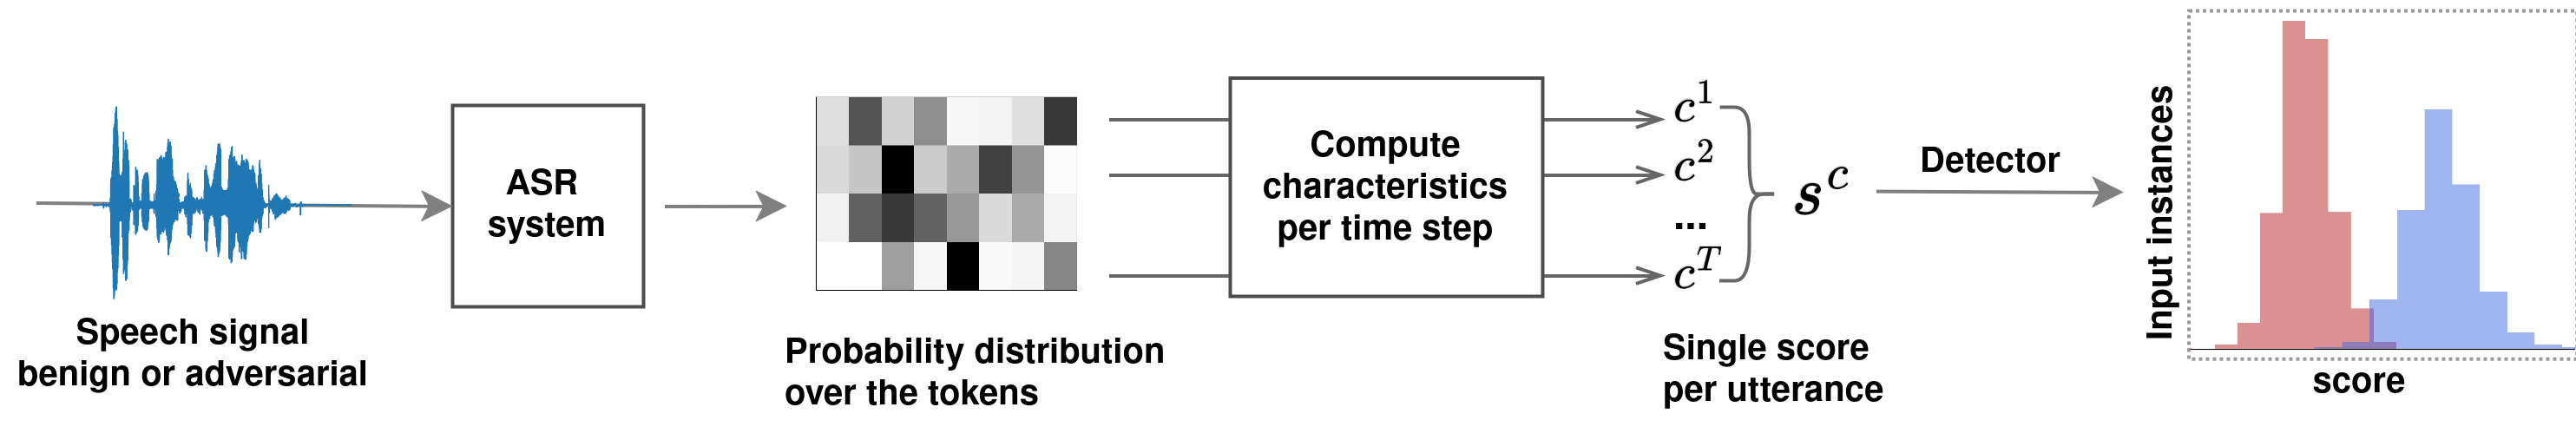 Speech signal
benign or adversarial
ASR
system
Probability distribution
over the tokens
Compute
characteristics
per time step
c^1
c^2
...
c^T
s^c
Single score
per utterance
Detector
Input instances
score